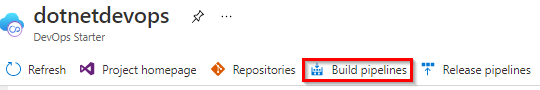 dotnetdevops
DevOps Starter
Refresh Project homepage Repositories Build pipelines Release pipelines